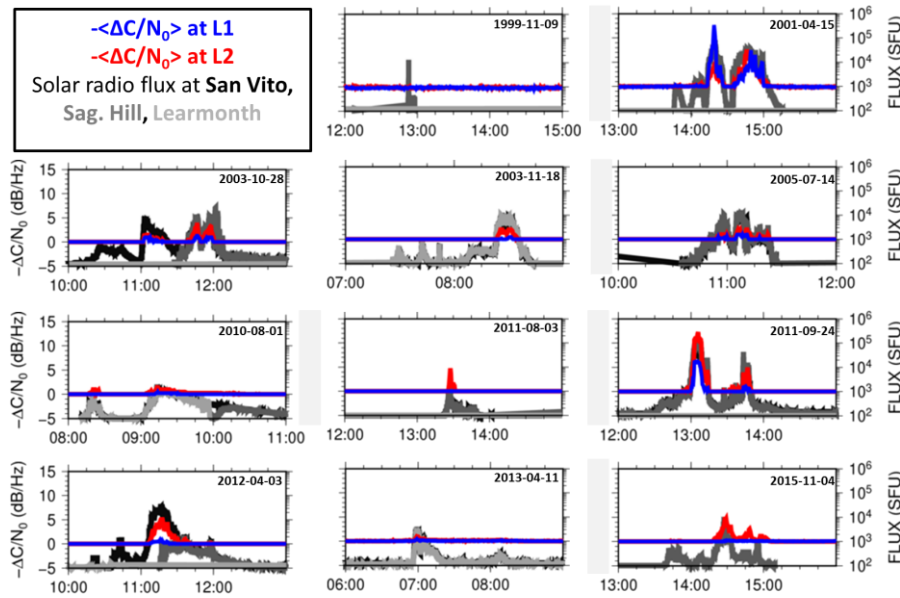 -<ΔC/N₀> at L1
-<ΔC/N₀> at L2
Solar radio flux at San Vito,
Sag. Hill, Learmonth
1999-11-09
12:00 13:00 14:00 15:00
2001-04-15
10⁶
10⁵
10⁴
10³
10²
FLUX (SFU)
10:00 14:00 15:00
-ΔC/N₀ (dB/Hz)
15
10
5
0
-5
2003-10-28
10:00 11:00 12:00
2003-11-18
07:00 08:00
2005-07-14
10⁶
10⁵
10⁴
10³
10²
FLUX (SFU)
10:00 11:00 12:00
-ΔC/N₀ (dB/Hz)
15
10
5
0
-5
2010-08-01
08:00 09:00 10:00 11:00
2011-08-03
12:00 13:00 14:00
2011-09-24
10⁶
10⁵
10⁴
10³
10²
FLUX (SFU)
12:00 13:00 14:00
-ΔC/N₀ (dB/Hz)
15
10
5
0
-5
2012-04-03
10:00 11:00 12:00
2013-04-11
06:00 07:00 08:00
2015-11-04
10⁶
10⁵
10⁴
10³
10²
FLUX (SFU)
13:00 14:00 15:00